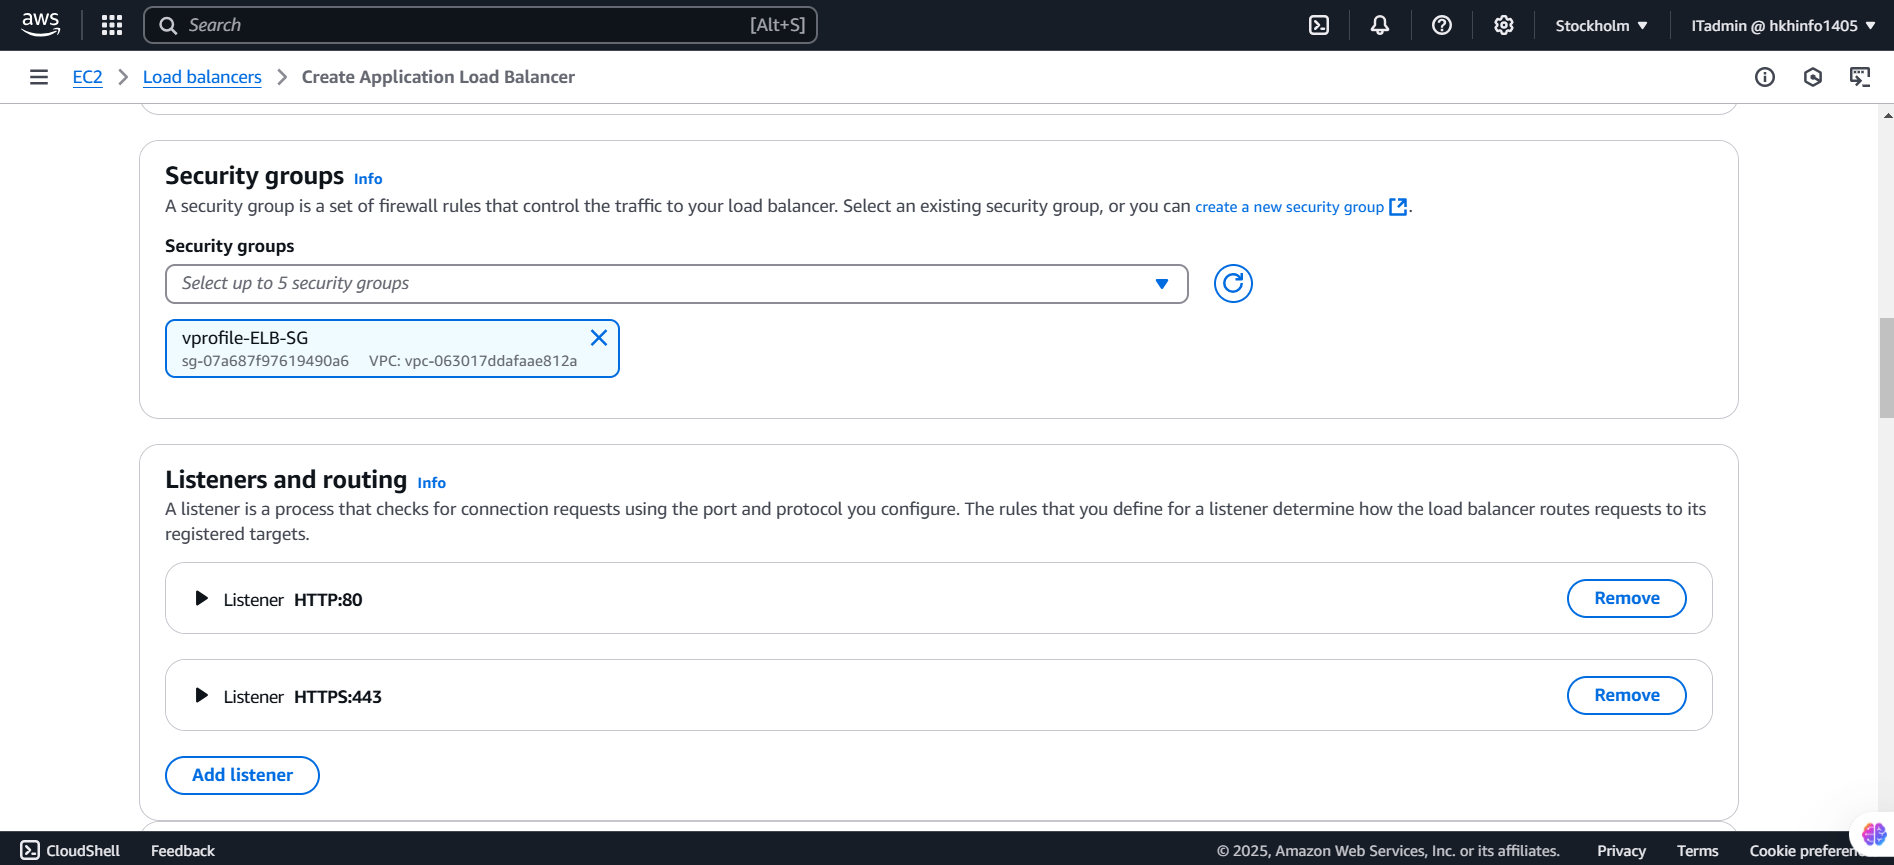 aws
Search [Alt+S]
Stockholm
ITadmin @ hkhinfo1405
EC2
Load balancers
Create Application Load Balancer
Security groups Info
A security group is a set of firewall rules that control the traffic to your load balancer. Select an existing security group, or you can create a new security group.
Security groups
Select up to 5 security groups
vprofile-ELB-SG
sg-07a687f97619490a6 VPC: vpc-063017ddafaae812a
Listeners and routing Info
A listener is a process that checks for connection requests using the port and protocol you configure. The rules that you define for a listener determine how the load balancer routes requests to its
registered targets.
Listener HTTP:80
Remove
Listener HTTPS:443
Remove
Add listener
CloudShell
Feedback
© 2025, Amazon Web Services, Inc. or its affiliates.
Privacy
Terms
Cookie